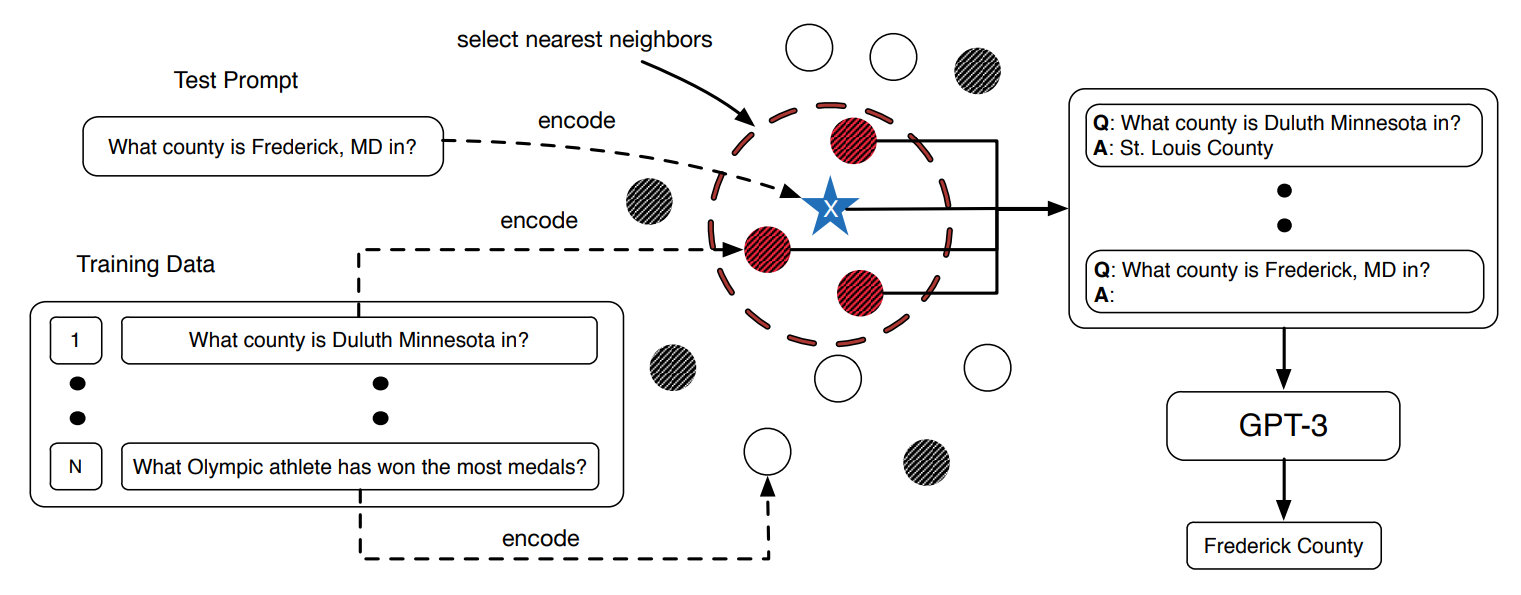 select nearest neighbors
Test Prompt
encode
What county is Frederick, MD in?
X
encode
Training Data
1
What county is Duluth Minnesota in?
N
What Olympic athlete has won the most medals?
encode
Q: What county is Duluth Minnesota in?
A: St. Louis County
Q: What county is Frederick, MD in?
A:
GPT-3
Frederick County